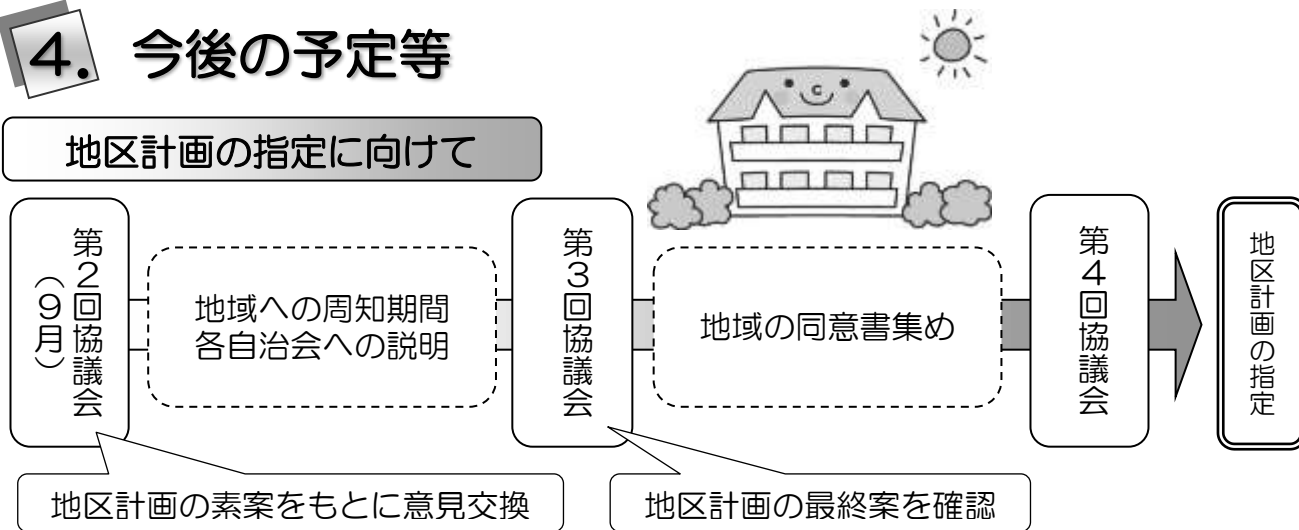 4. 今後の予定等
地区計画の指定に向けて
第2回協議会
（9月）
地域への周知期間
各自治会への説明
第3回協議会
地域の同意書集め
第4回協議会
地区計画の指定
地区計画の素案をもとに意見交換
地区計画の最終案を確認